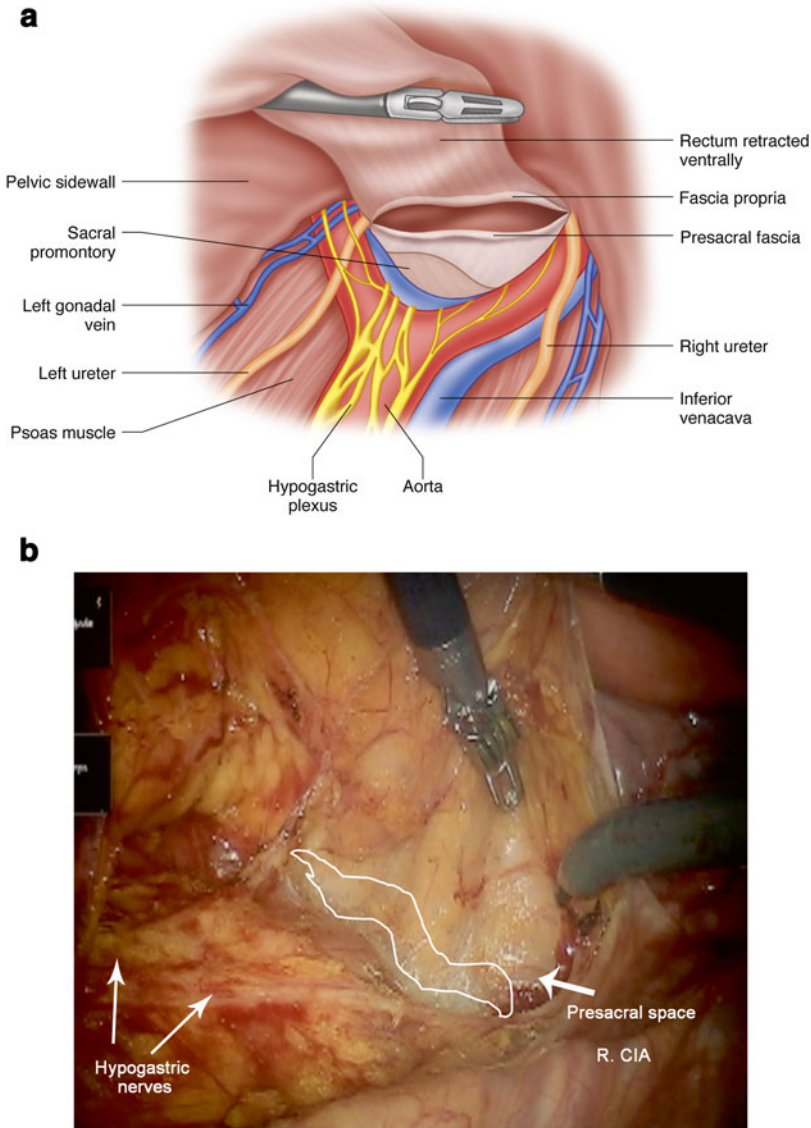 a
Rectum retracted
ventrally
Pelvic sidewall
Fascia propria
Sacral
promontory
Presacral fascia
Left gonadal
vein
Right ureter
Left ureter
Inferior
venacava
Psoas muscle
Hypogastric
plexus
Aorta
b
Presacral space
R. CIA
Hypogastric
nerves